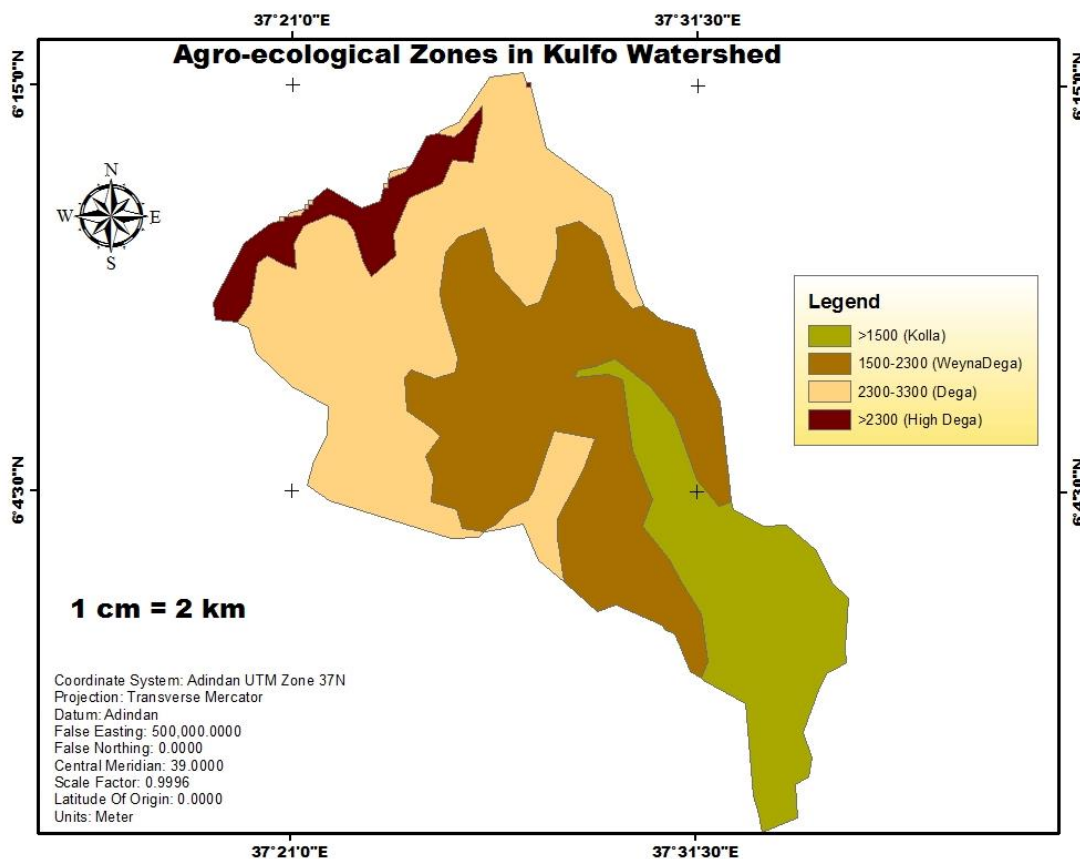 37°21'0"E 37°31'30"E
Agro-ecological Zones in Kulfo Watershed
6°15'0"N 6°15'0"N
N
W E
S
Legend
>1500 (Kolla)
1500-2300 (WeynaDega)
2300-3300 (Dega)
>2300 (High Dega)
6°4'30"N 6°4'30"N
1 cm = 2 km
Coordinate System: Adindan UTM Zone 37N
Projection: Transverse Mercator
Datum: Adindan
False Easting: 500,000.0000
False Northing: 0.0000
Central Meridian: 39.0000
Scale Factor: 0.9996
Latitude Of Origin: 0.0000
Units: Meter
37°21'0"E 37°31'30"E